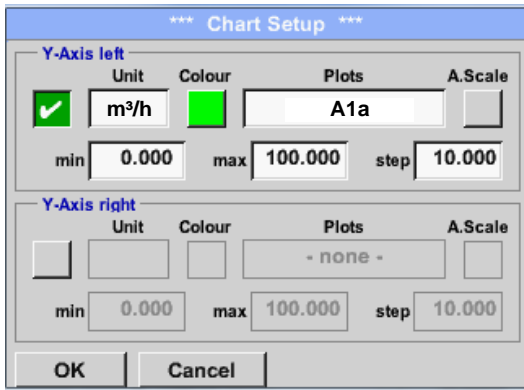 *** Chart Setup ***
Y-Axis left
Unit Colour Plots A.Scale
m³/h A1a
min 0.000 max 100.000 step 10.000
Y-Axis right
Unit Colour Plots A.Scale
- none -
min 0.000 max 100.000 step 10.000
OK Cancel